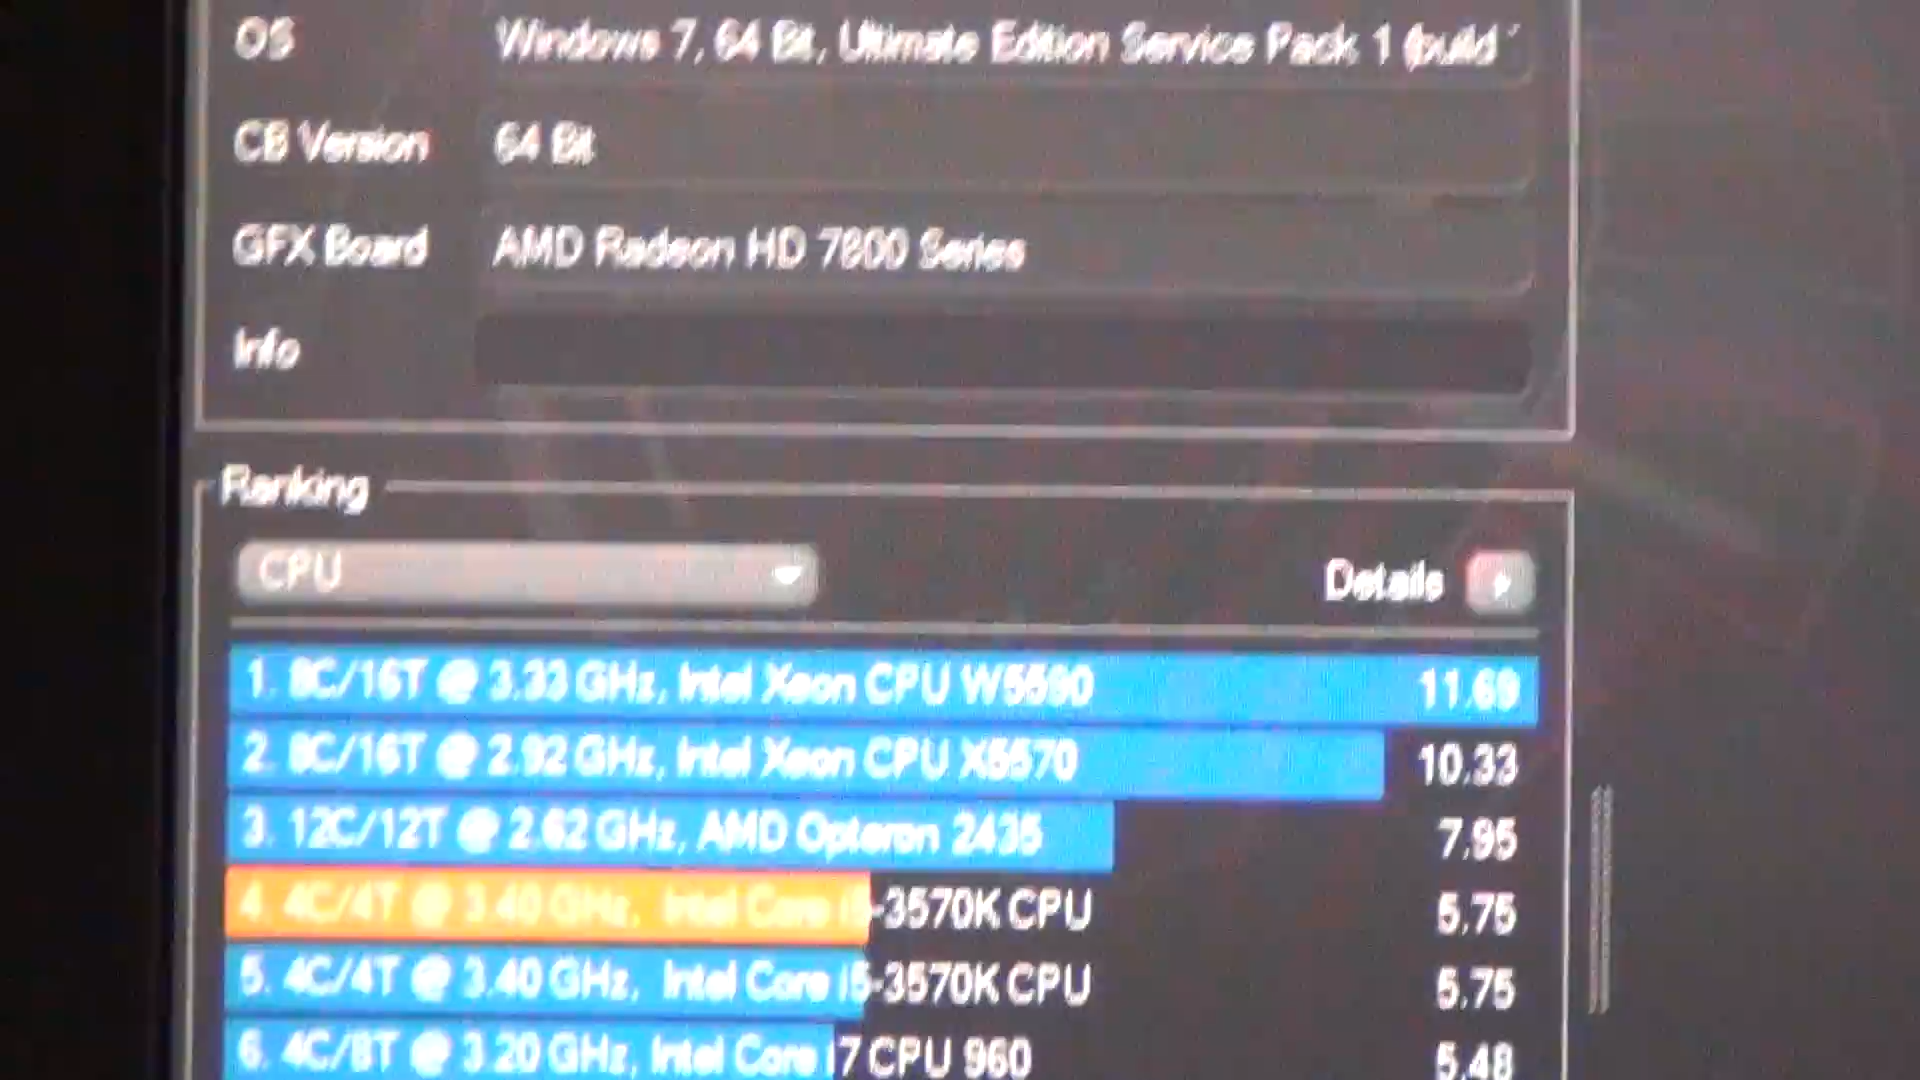 OS Windows 7, 64 Bit, Ultimate Edition Service Pack 1 (build
CB Version 64 Bit
GFX Board AMD Radeon HD 7800 Series
Info
Ranking
CPU Details
1. 8C/16T @ 3.33 GHz, Intel Xeon CPU W5590 11.69
2. 8C/16T @ 2.92 GHz, Intel Xeon CPU X5570 10.33
3. 12C/12T @ 2.62 GHz, AMD Opteron 2435 7.95
4. 4C/4T @ 3.40 GHz, Intel Core i5-3570K CPU 5.75
5. 4C/4T @ 3.40 GHz, Intel Core i5-3570K CPU 5.75
6. 4C/8T @ 3.20 GHz, Intel Core i7 CPU 960 5.48